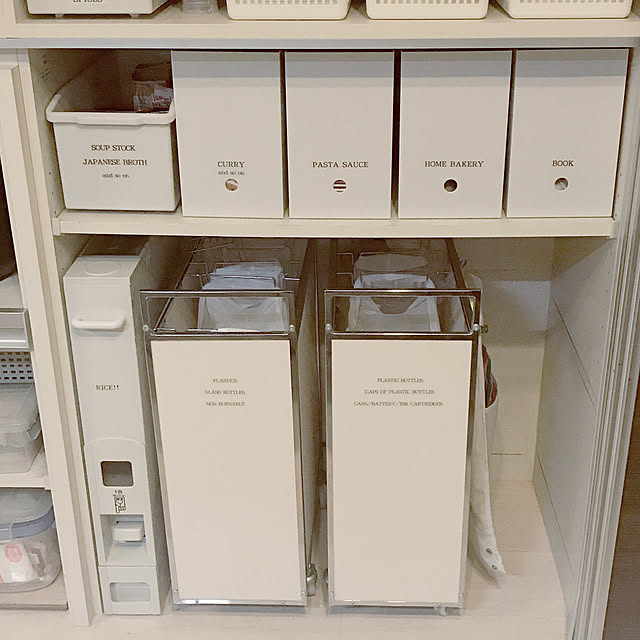 SPICES
SOUP STOCK
JAPANESE BROTH
and so on
CURRY
and so on
PASTA SAUCE
HOME BAKERY
BOOK
RICE!!
PLASTICS
GLASS BOTTLES
NON-BURNABLE
PLASTIC BOTTLES
CAPS OF PLASTIC BOTTLES
CANS/BATTERY/INK CARTRIDGES